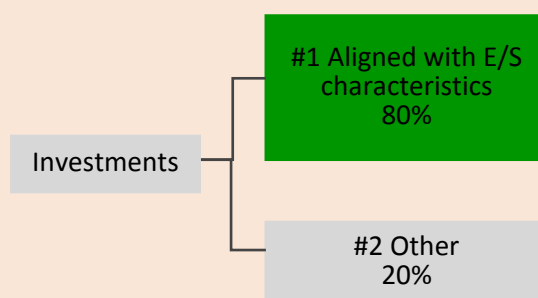 #1 Aligned with E/S
characteristics
80%
Investments
#2 Other
20%